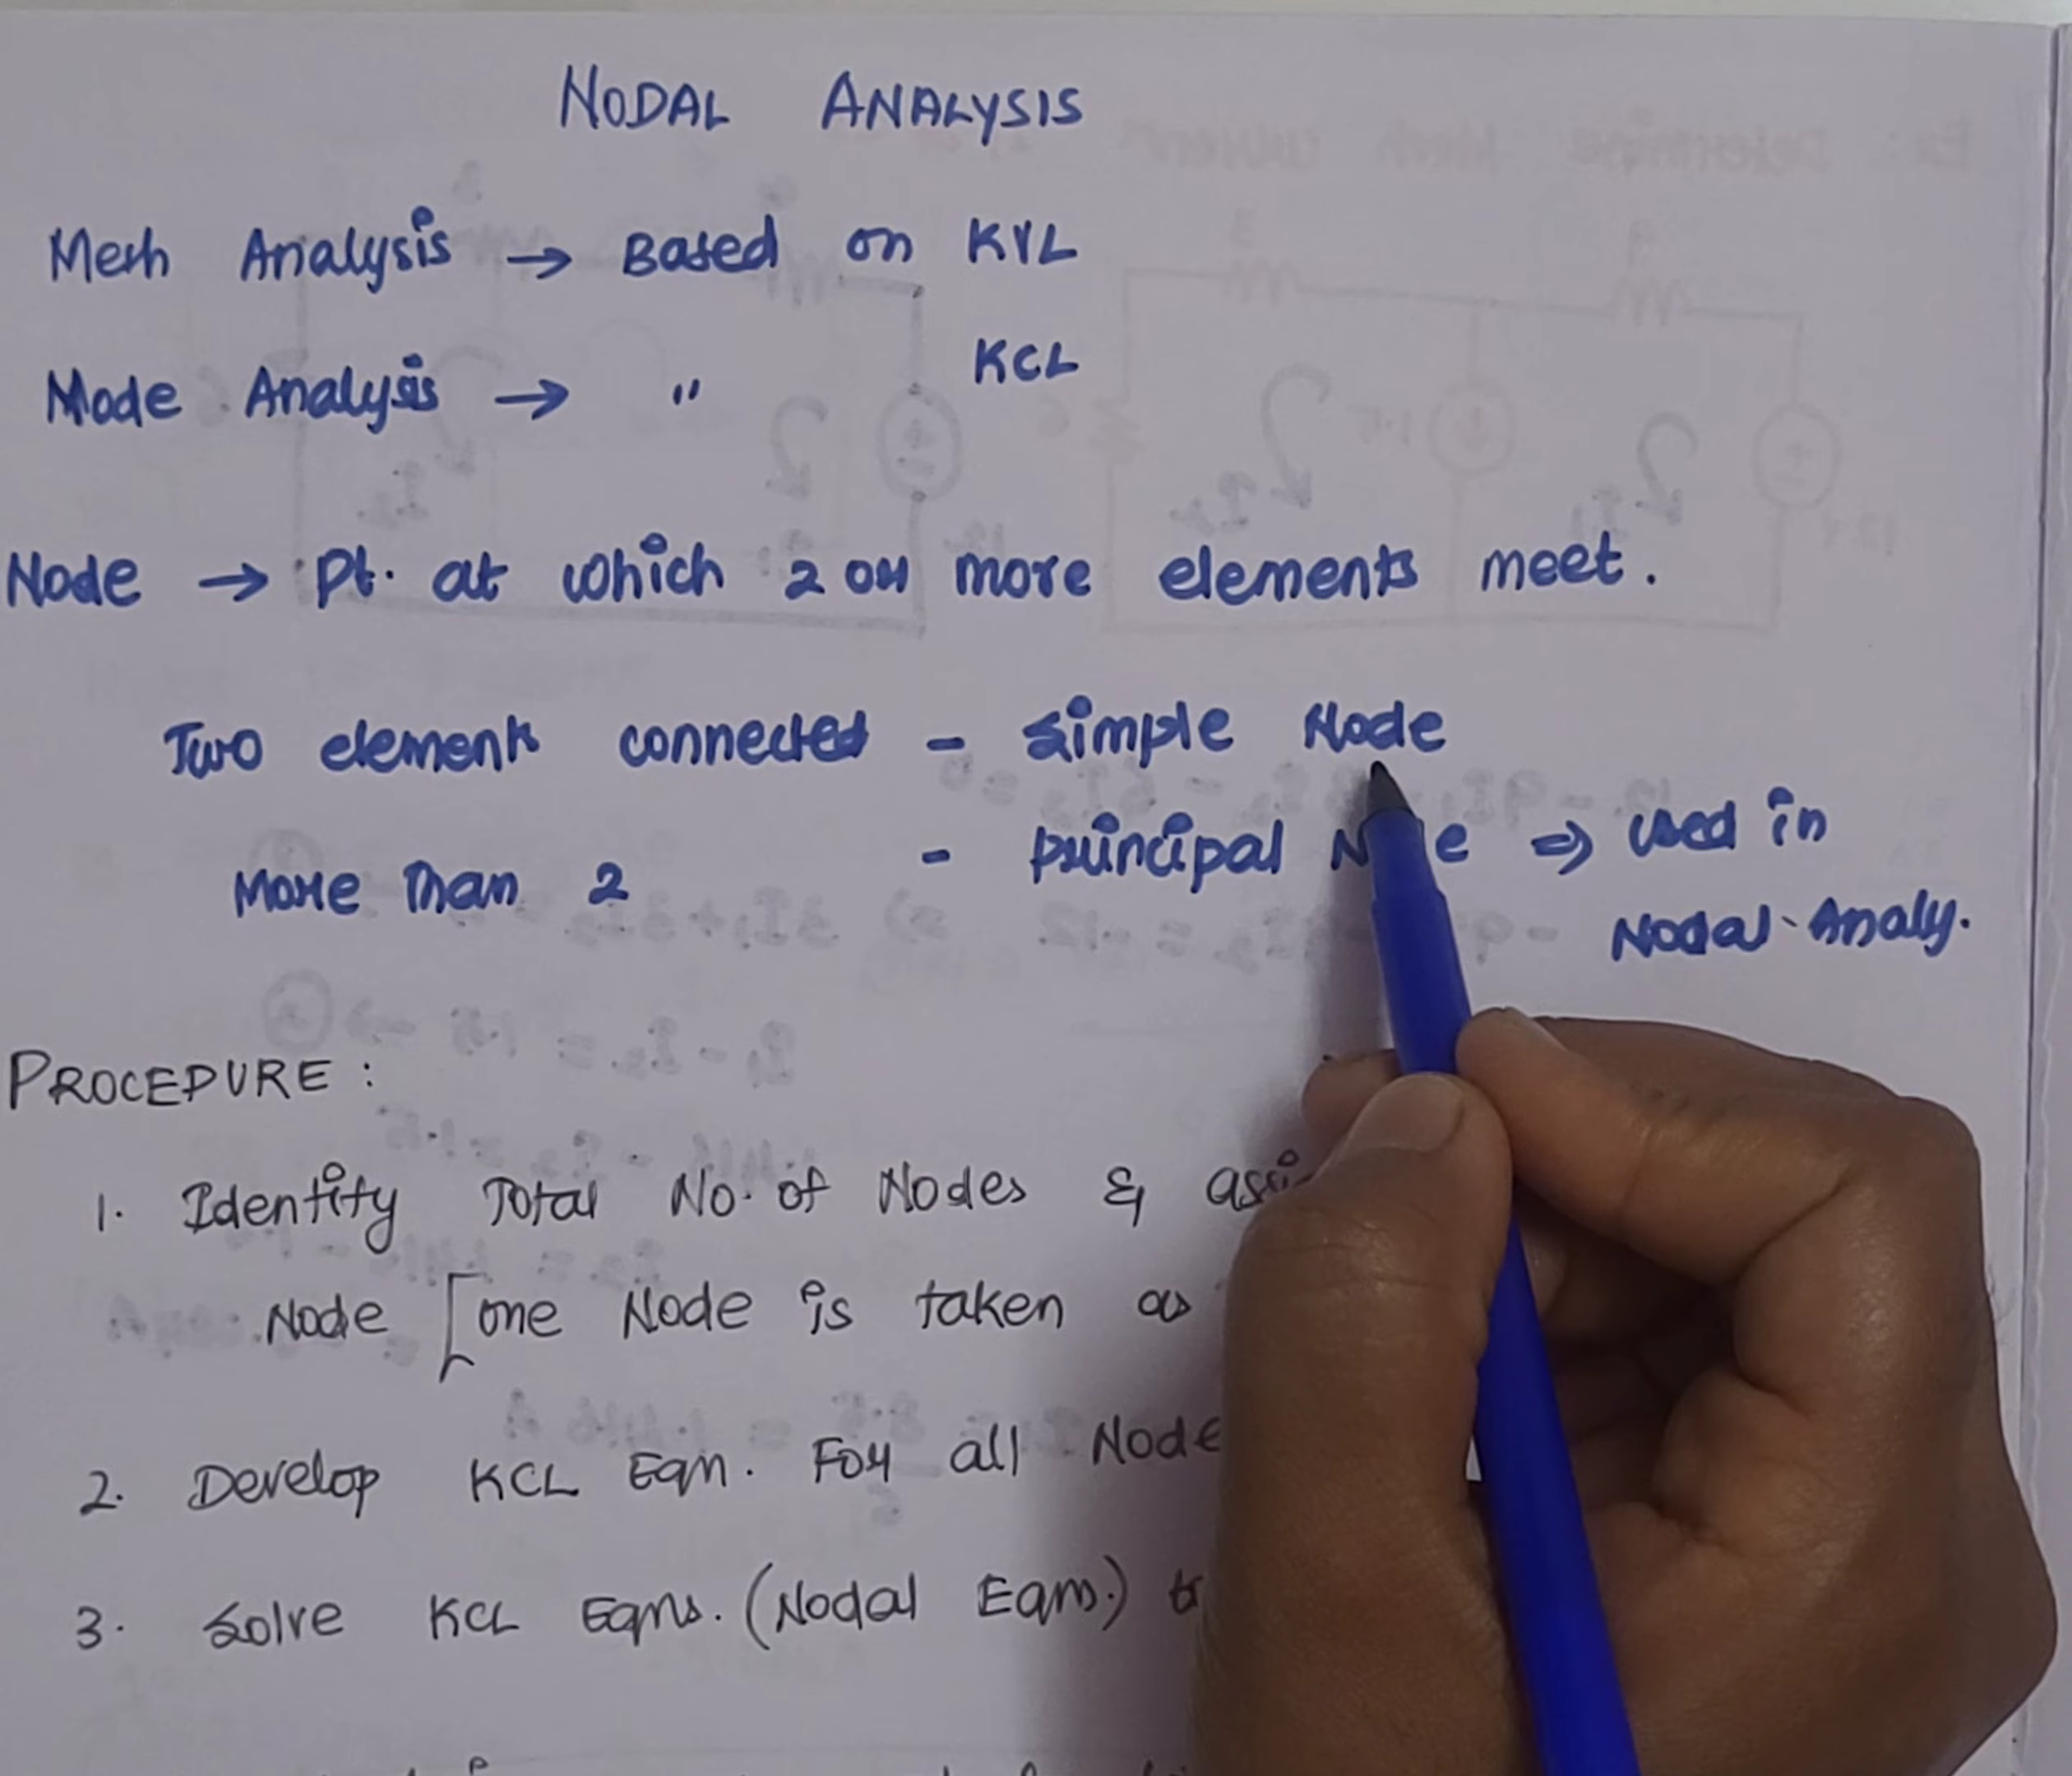 NODAL ANALYSIS
Mesh Analysis → Based on KVL
Node Analysis → " KCL
Node → Pt. at which 2 or more elements meet.
Two elements connected - Simple Node
More than 2 - principal N e ⇒ used in
Nodal Analy.
PROCEDURE :
1. Identity Total No. of Nodes & assi
Node [one Node is taken as
2. Develop KCL Eqn. For all Node
3. Solve KCL Eqns. (Nodal Eqns.) to